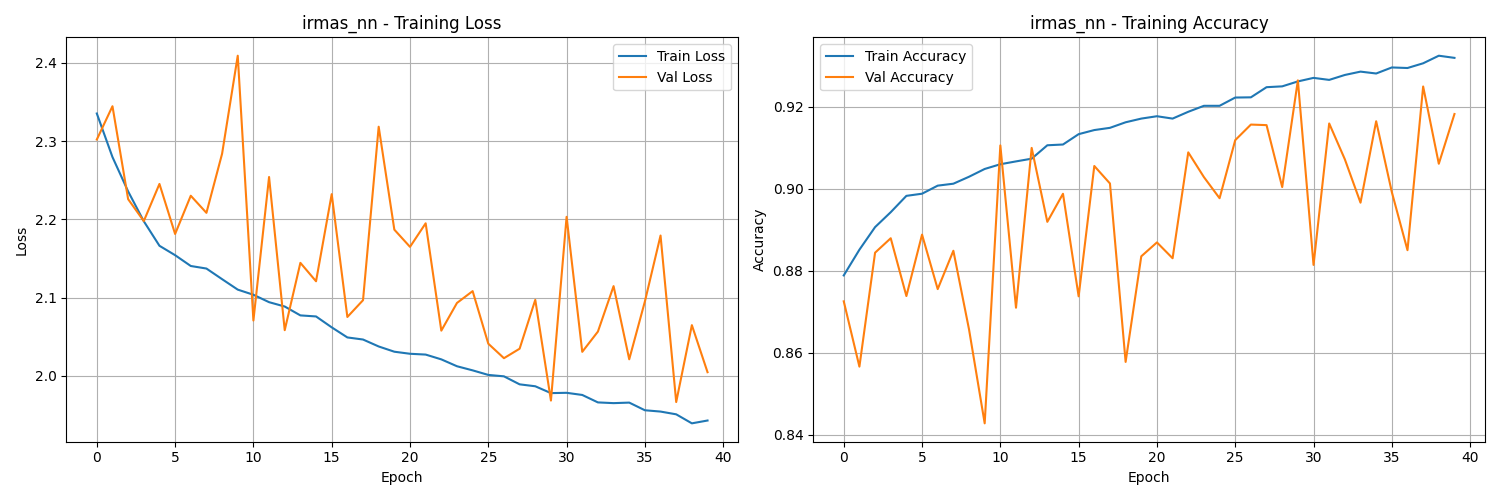 irmas_nn - Training Loss
Train Loss
Val Loss
2.4
2.3
2.2
2.1
2.0
Loss
0 5 10 15 20 25 30 35 40
Epoch
irmas_nn - Training Accuracy
Train Accuracy
Val Accuracy
0.92
0.90
0.88
0.86
0.84
Accuracy
0 5 10 15 20 25 30 35 40
Epoch